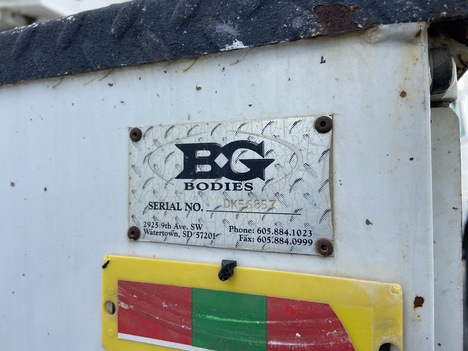 B•G
BODIES
SERIAL NO.
2925 9th Ave. SW
Watertown, SD 57201
Phone: 605.884.1023
Fax: 605.884.0999